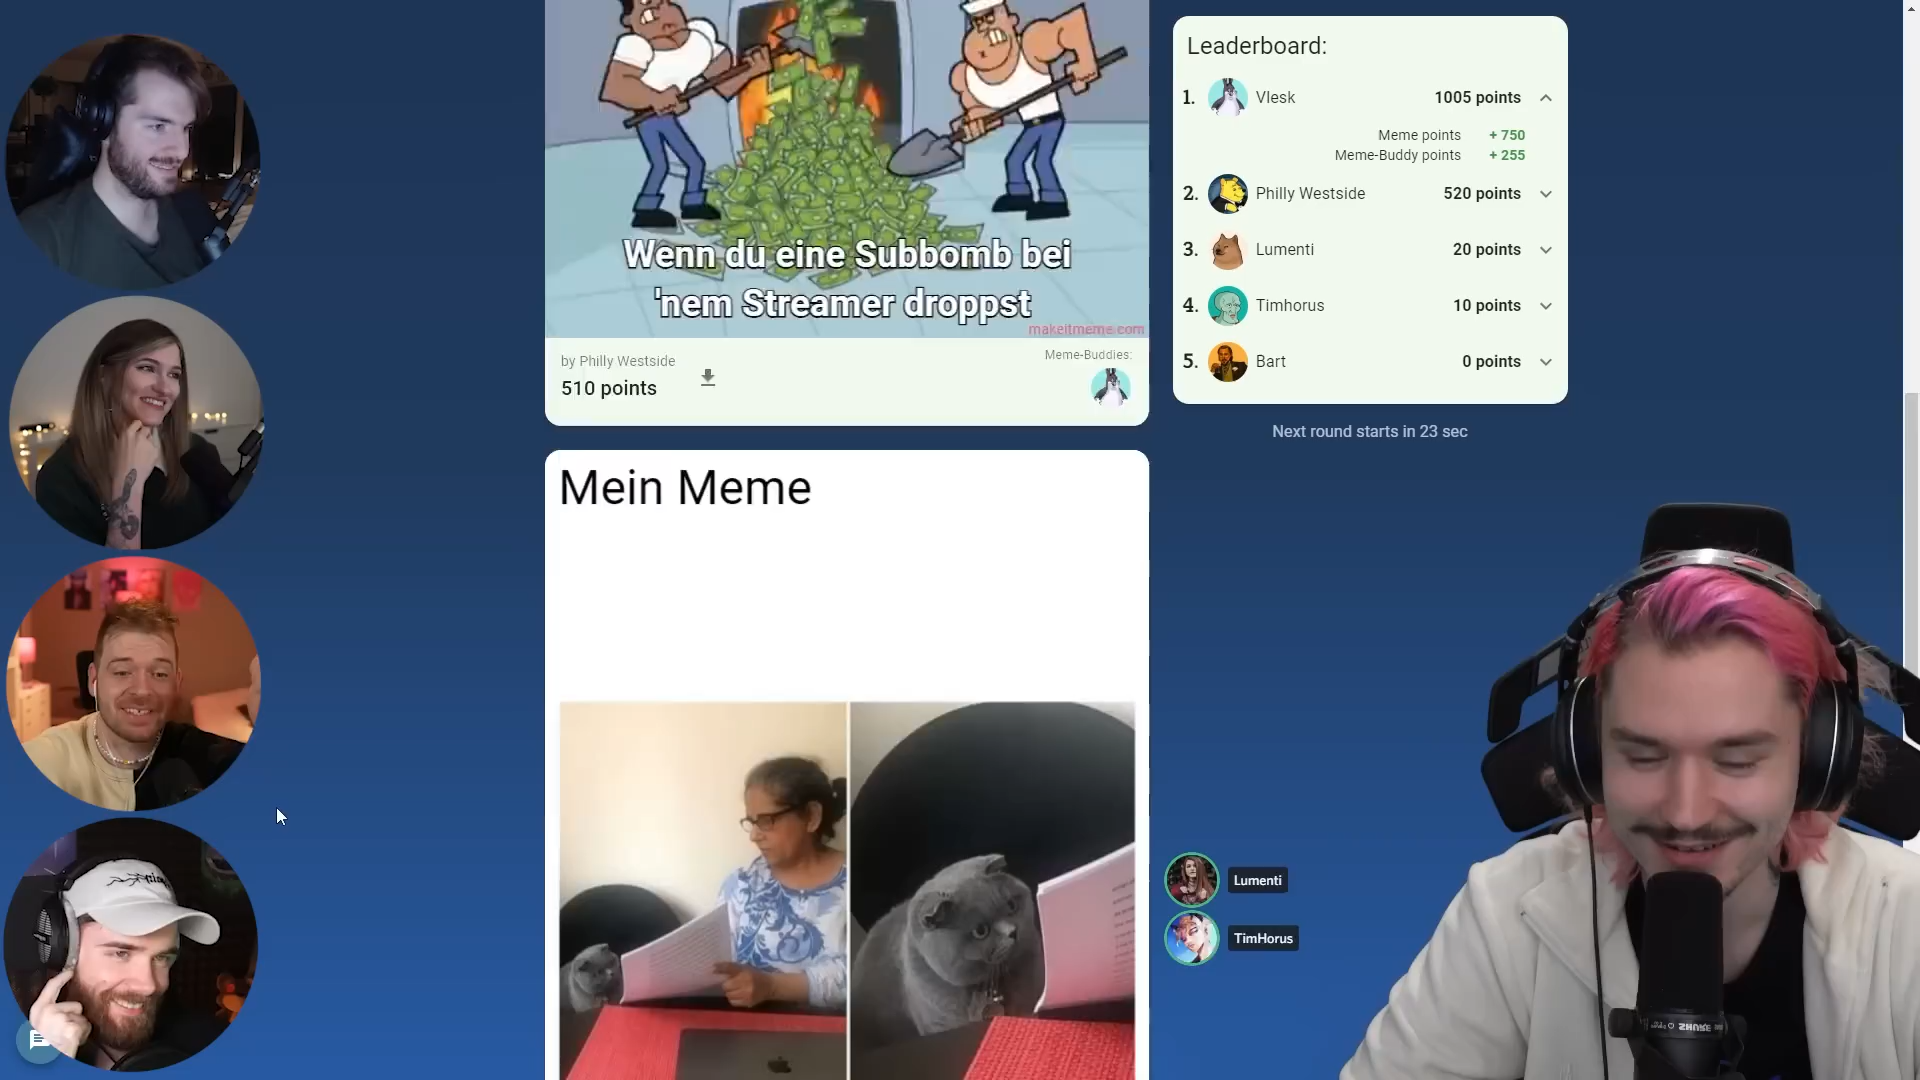 Wenn du eine Subbomb bei
'nem Streamer droppst
makeitmeme.com
by Philly Westside
510 points
Meme-Buddies:
Mein Meme
Leaderboard:
1. Vlesk 1005 points
Meme points + 750
Meme-Buddy points + 255
2. Philly Westside 520 points
3. Lumenti 20 points
4. Timhorus 10 points
5. Bart 0 points
Next round starts in 23 sec
Lumenti
TimHorus
SHURE